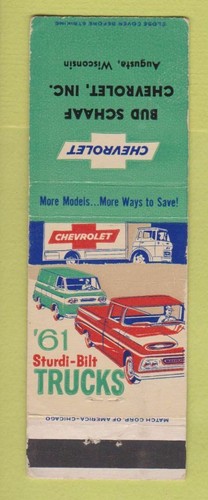 CLOSE COVER BEFORE STRIKING
Augusta, Wisconsin
CHEVROLET, INC.
BUD SCHAAF
CHEVROLET
More Models...More Ways to Save!
CHEVROLET
'61
Sturdi-Bilt
TRUCKS
MATCH CORP. OF AMERICA-CHICAGO